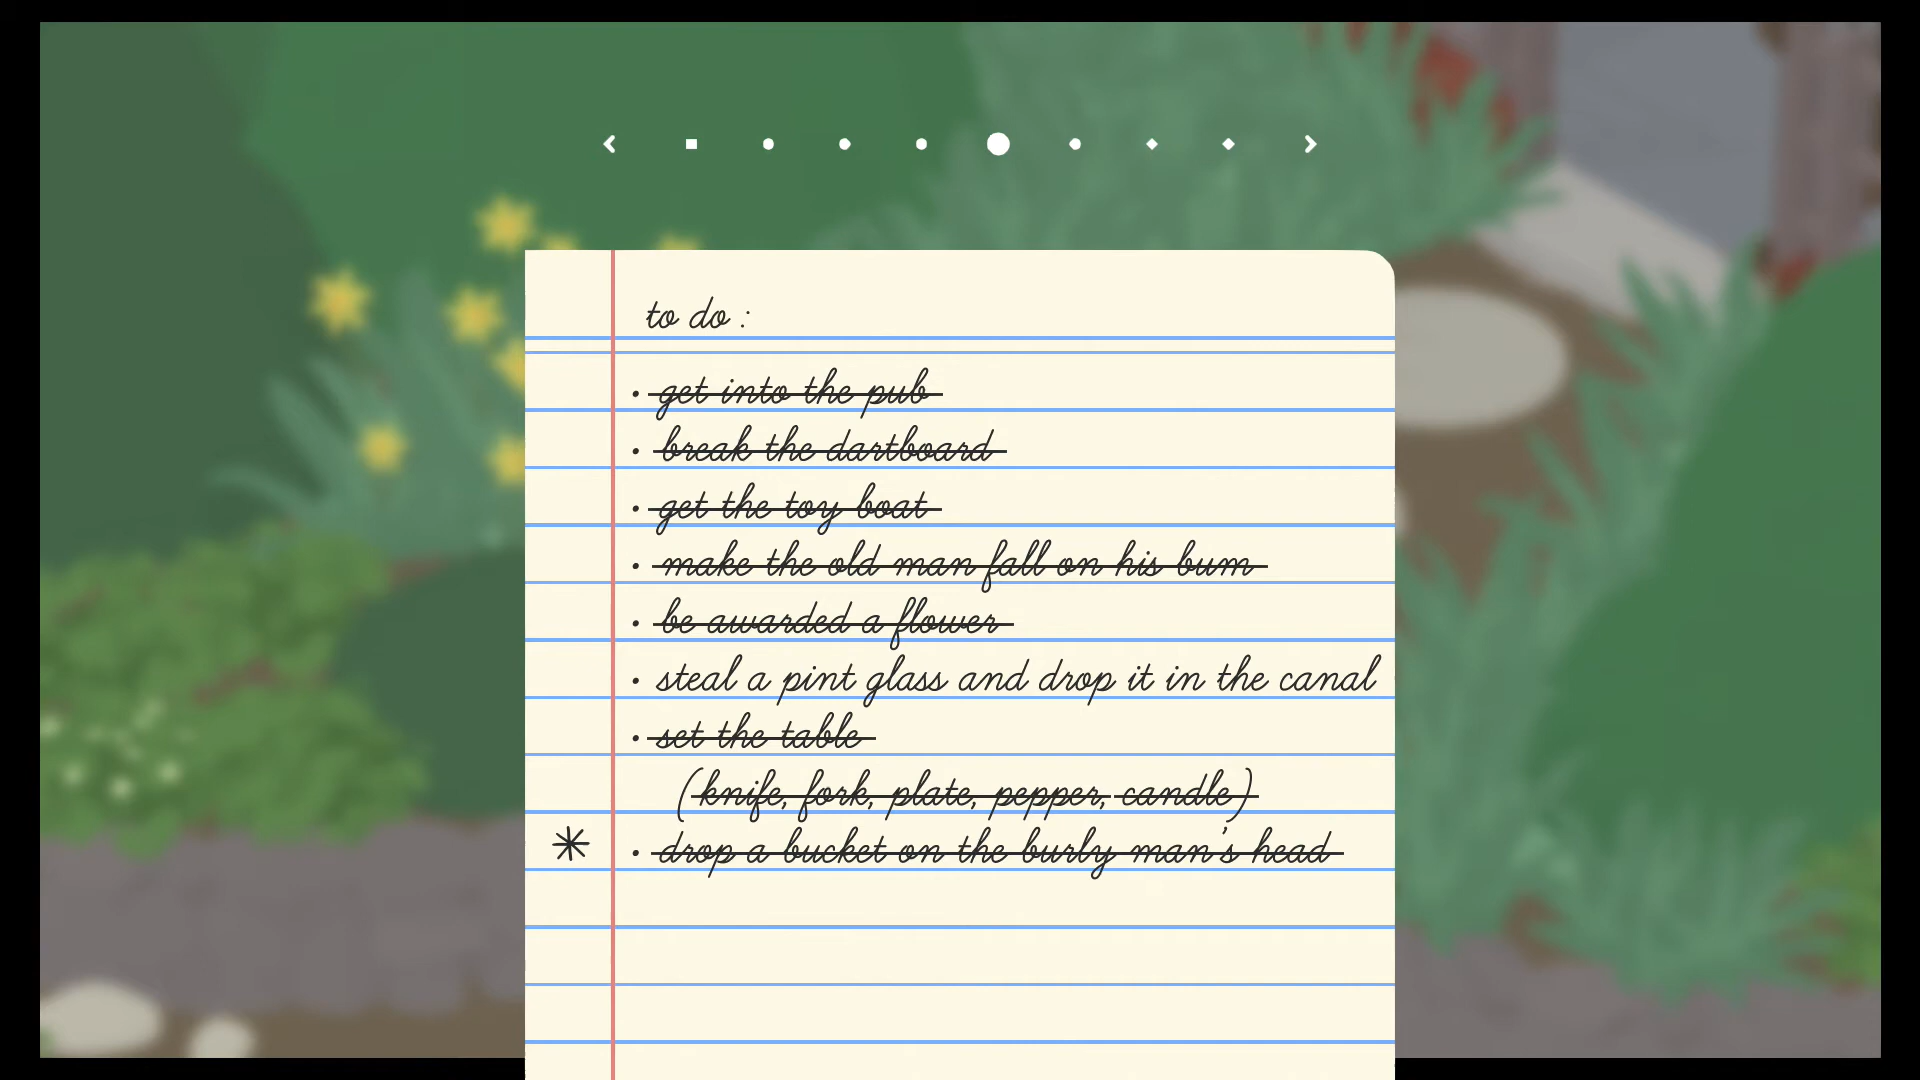 to do :
• get into the pub
• break the dartboard
• get the toy boat
• make the old man fall on his bum
• be awarded a flower
• steal a pint glass and drop it in the canal
• set the table
(knife, fork, plate, pepper, candle)
• drop a bucket on the burly man's head